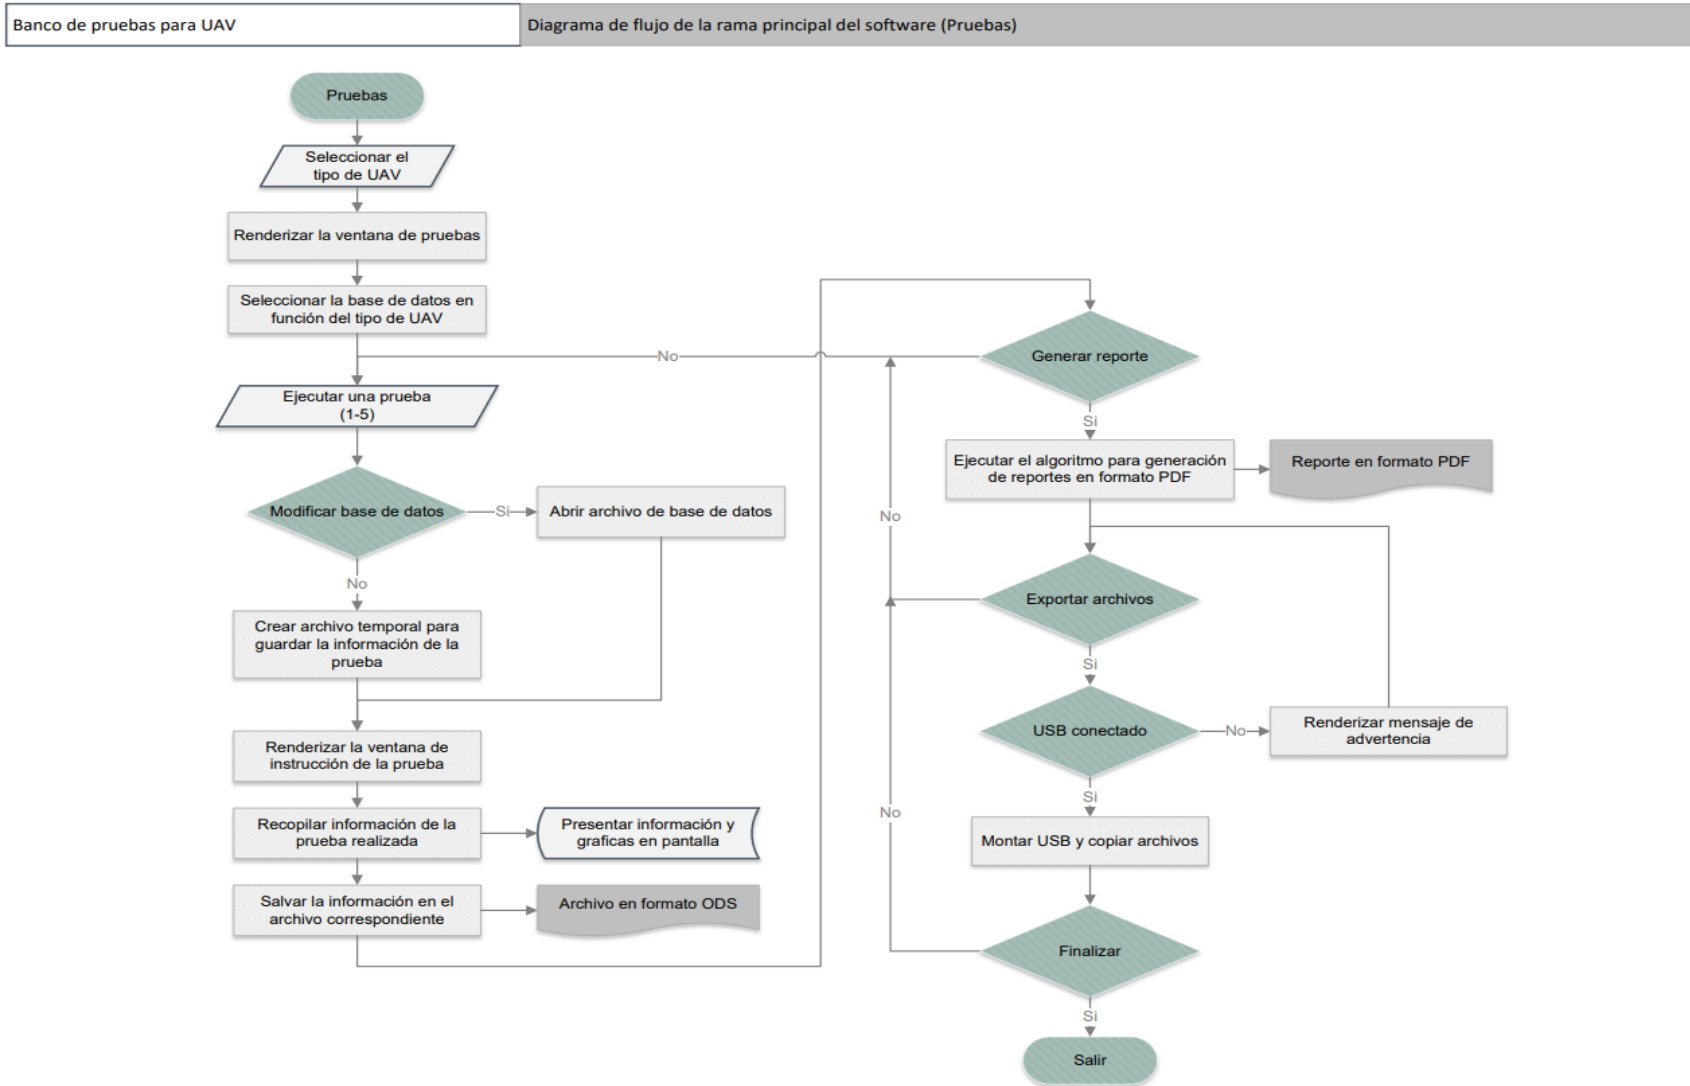 Banco de pruebas para UAV
Diagrama de flujo de la rama principal del software (Pruebas)
Pruebas
Seleccionar el
tipo de UAV
Renderizar la ventana de pruebas
Seleccionar la base de datos en
función del tipo de UAV
Ejecutar una prueba
(1-5)
Modificar base de datos
Si
Abrir archivo de base de datos
No
Crear archivo temporal para
guardar la información de la
prueba
Renderizar la ventana de
instrucción de la prueba
Recopilar información de la
prueba realizada
Presentar información y
graficas en pantalla
Salvar la información en el
archivo correspondiente
Archivo en formato ODS
Generar reporte
No
Si
Ejecutar el algoritmo para generación
de reportes en formato PDF
Reporte en formato PDF
Exportar archivos
No
Si
USB conectado
No
Renderizar mensaje de
advertencia
Si
Montar USB y copiar archivos
Finalizar
No
Si
Salir